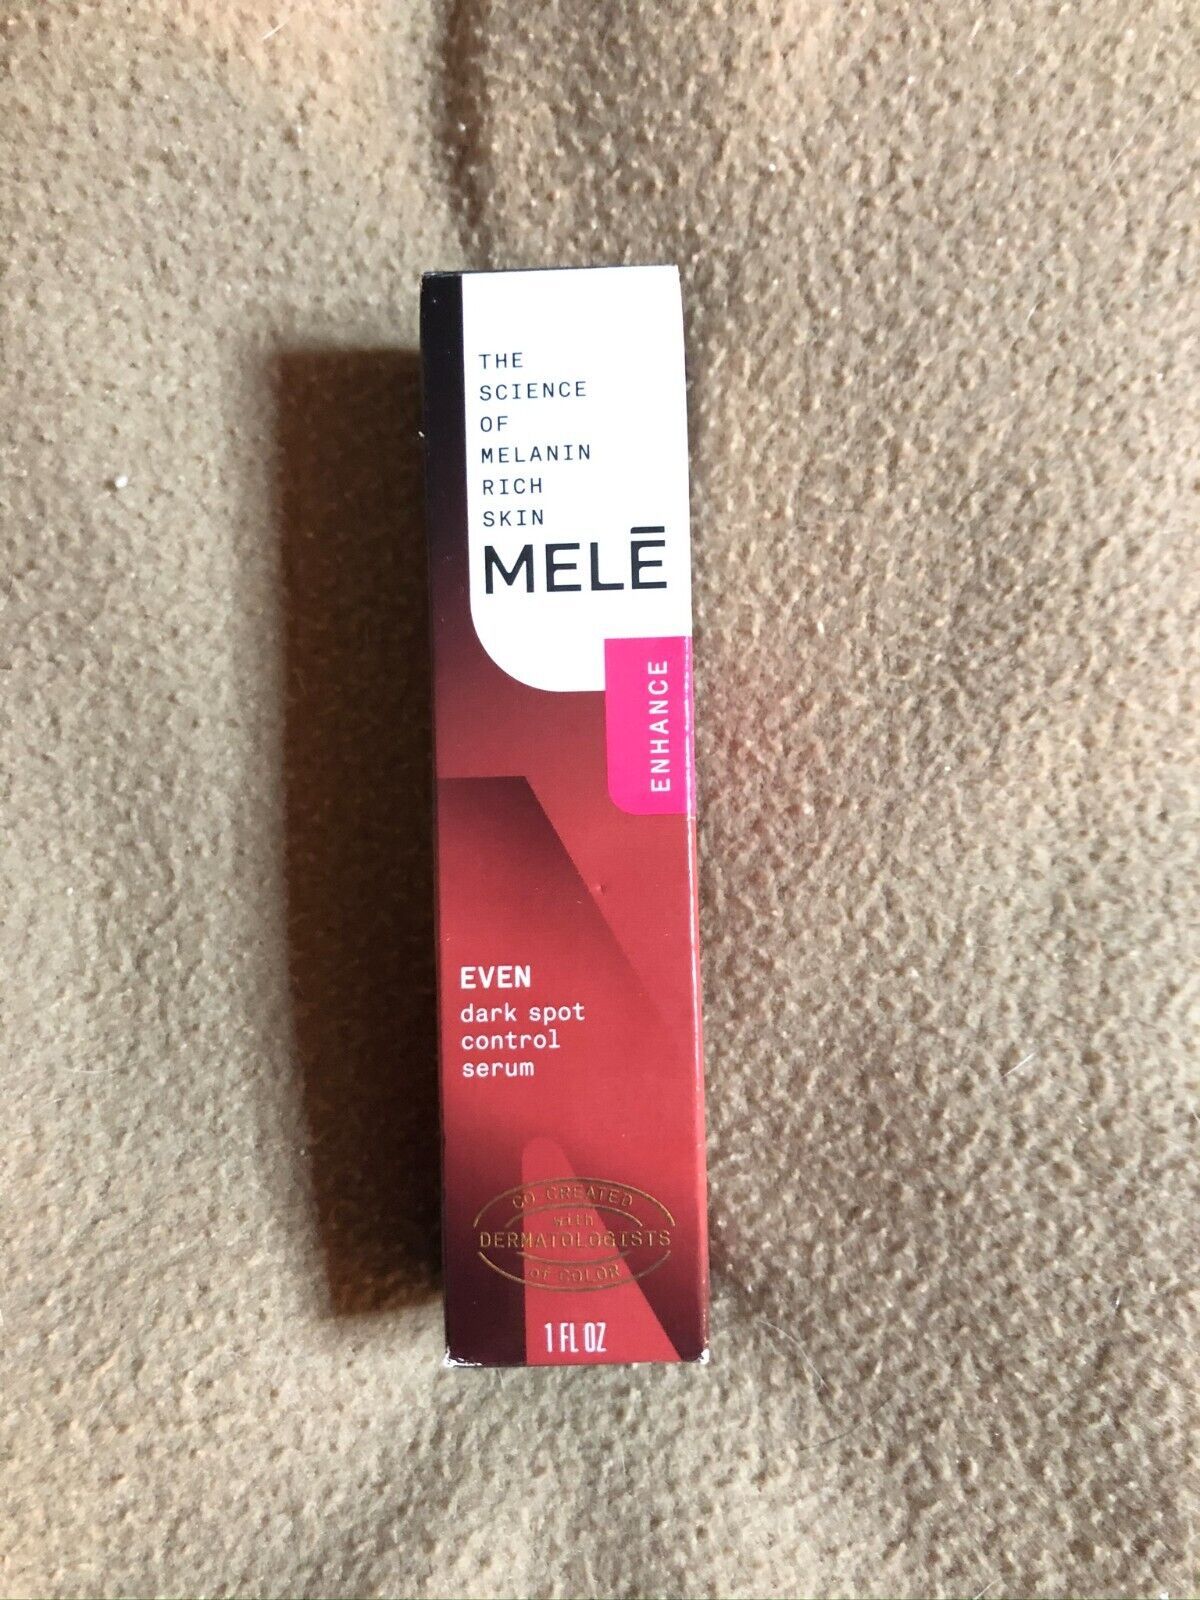 THE
SCIENCE
OF
MELANIN
RICH
SKIN
MELĒ
ENHANCE
EVEN
dark spot
control
serum
CO CREATED
with
DERMATOLOGISTS
of COLOR
1 FL OZ